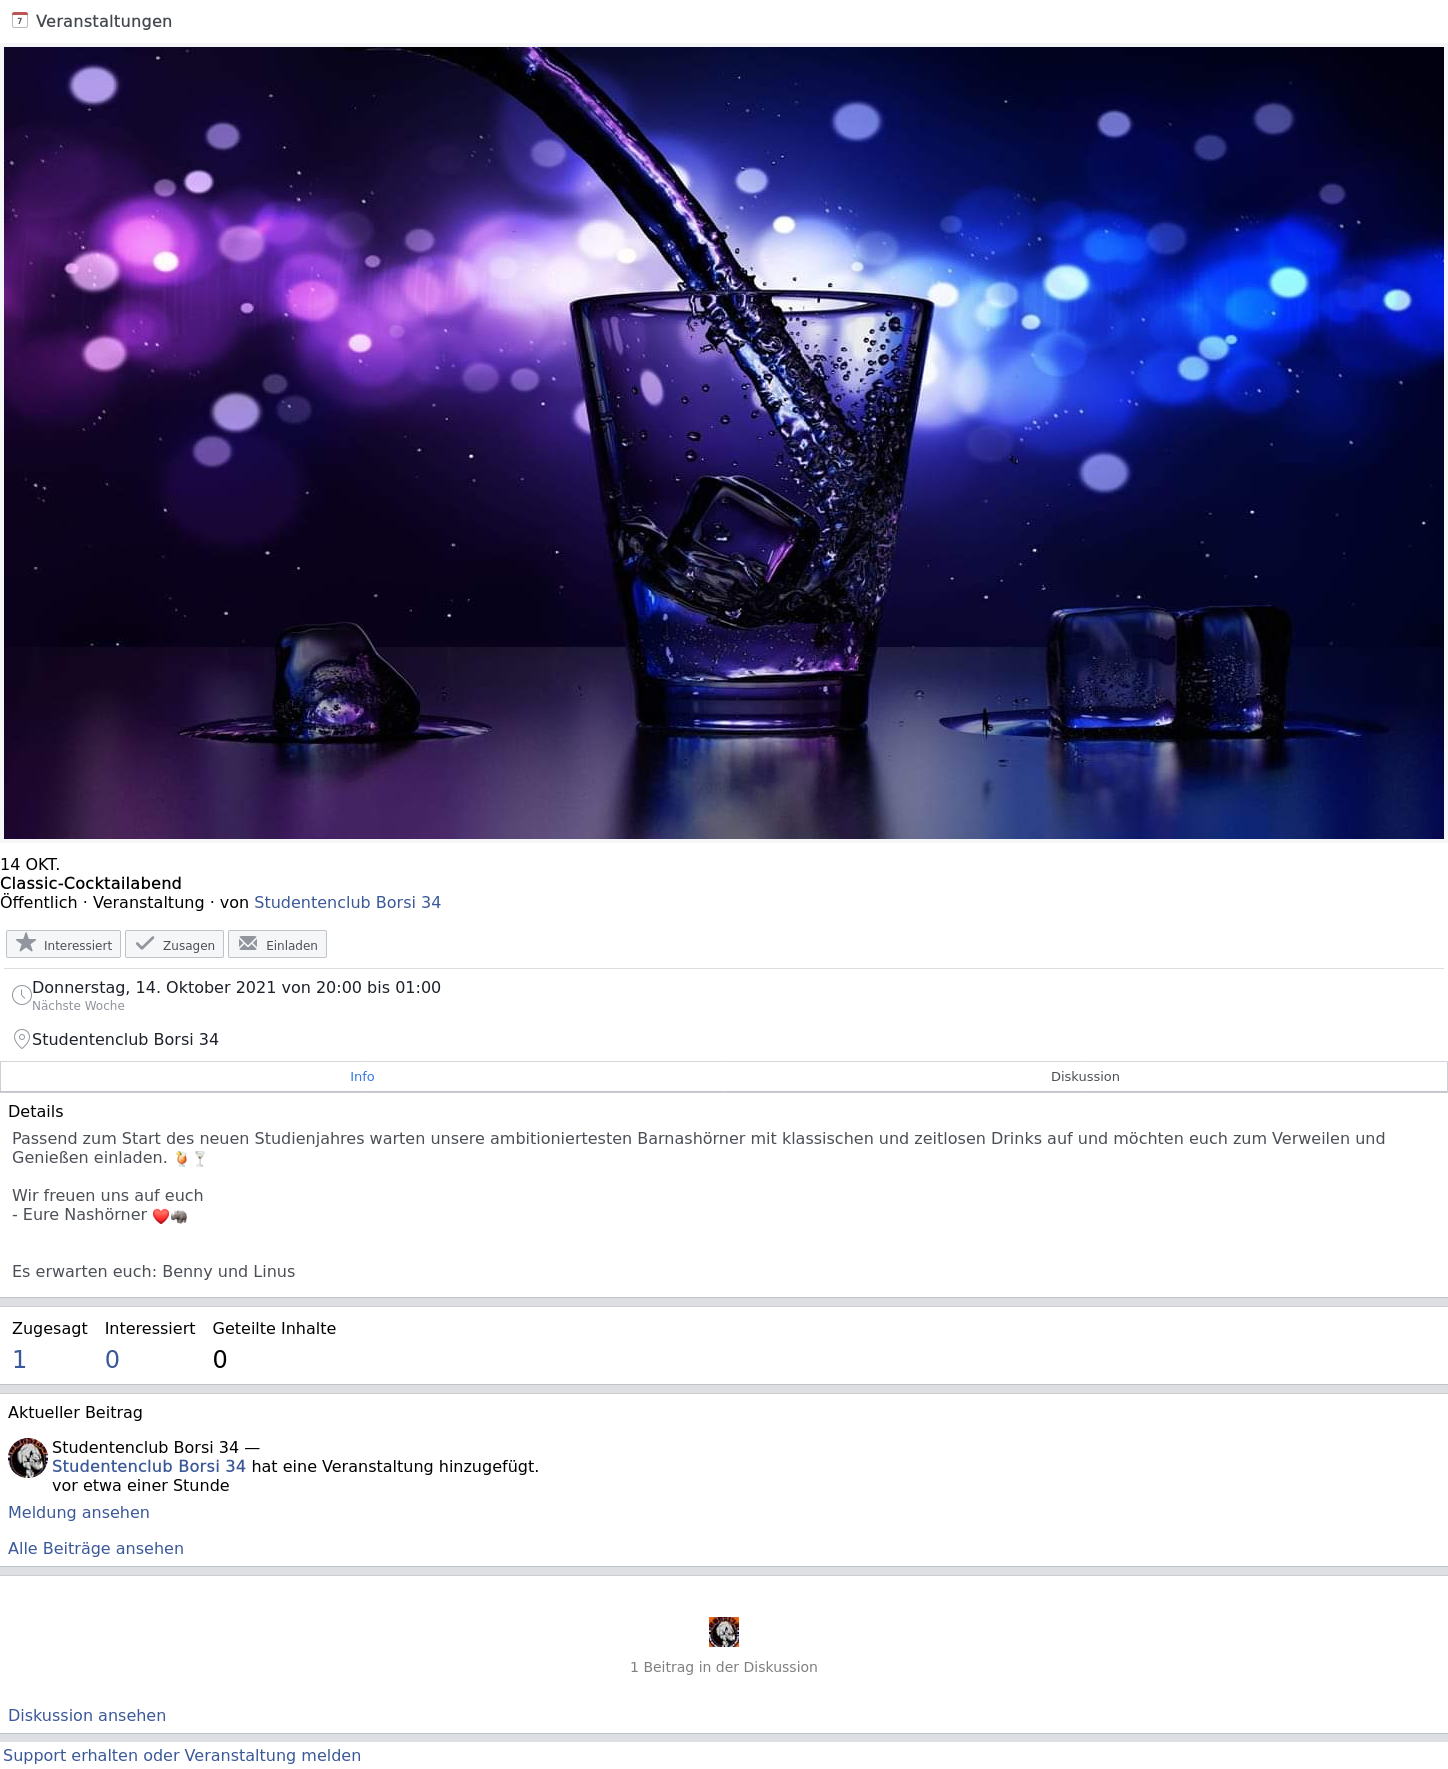 7 Veranstaltungen
14 OKT.
Classic-Cocktailabend
Öffentlich · Veranstaltung · von Studentenclub Borsi 34
Interessiert Zusagen Einladen
Donnerstag, 14. Oktober 2021 von 20:00 bis 01:00
Nächste Woche
Studentenclub Borsi 34
Info Diskussion
Details
Passend zum Start des neuen Studienjahres warten unsere ambitioniertesten Barnashörner mit klassischen und zeitlosen Drinks auf und möchten euch zum Verweilen und
Genießen einladen. 🍹🍸
Wir freuen uns auf euch
- Eure Nashörner ❤️🦏
Es erwarten euch: Benny und Linus
Zugesagt Interessiert Geteilte Inhalte
1 0 0
Aktueller Beitrag
Studentenclub Borsi 34 —
Studentenclub Borsi 34 hat eine Veranstaltung hinzugefügt.
vor etwa einer Stunde
Meldung ansehen
Alle Beiträge ansehen
1 Beitrag in der Diskussion
Diskussion ansehen
Support erhalten oder Veranstaltung melden